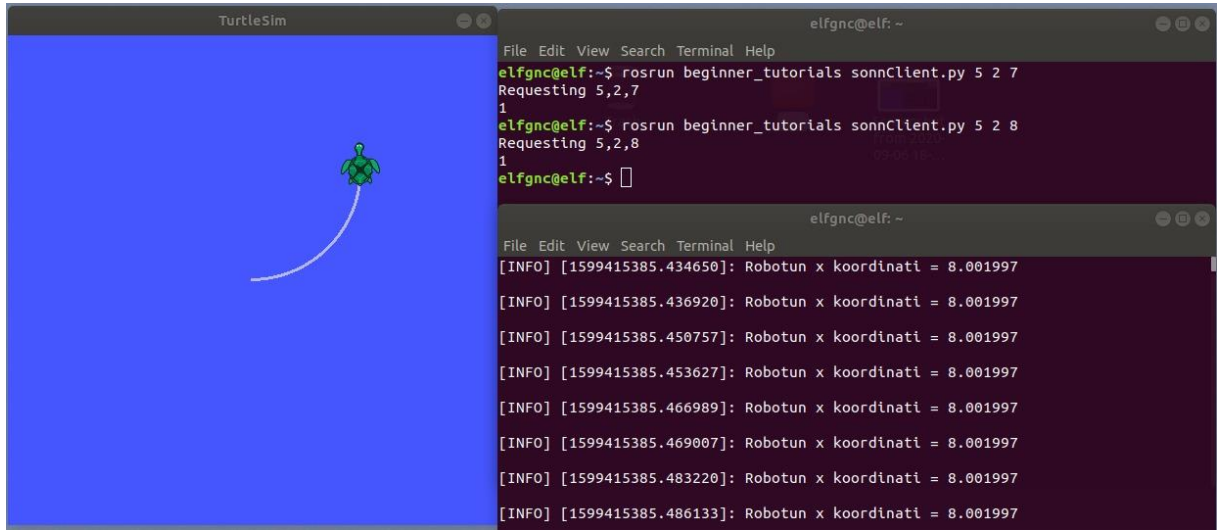 TurtleSim
elfgnc@elf: ~
File Edit View Search Terminal Help
elfgnc@elf:~$ rosrun beginner_tutorials sonnClient.py 5 2 7
Requesting 5,2,7
1
elfgnc@elf:~$ rosrun beginner_tutorials sonnClient.py 5 2 8
Requesting 5,2,8
1
elfgnc@elf:~$
elfgnc@elf: ~
File Edit View Search Terminal Help
[INFO] [1599415385.434650]: Robotun x koordinati = 8.001997
[INFO] [1599415385.436920]: Robotun x koordinati = 8.001997
[INFO] [1599415385.450757]: Robotun x koordinati = 8.001997
[INFO] [1599415385.453627]: Robotun x koordinati = 8.001997
[INFO] [1599415385.466989]: Robotun x koordinati = 8.001997
[INFO] [1599415385.469007]: Robotun x koordinati = 8.001997
[INFO] [1599415385.483220]: Robotun x koordinati = 8.001997
[INFO] [1599415385.486133]: Robotun x koordinati = 8.001997